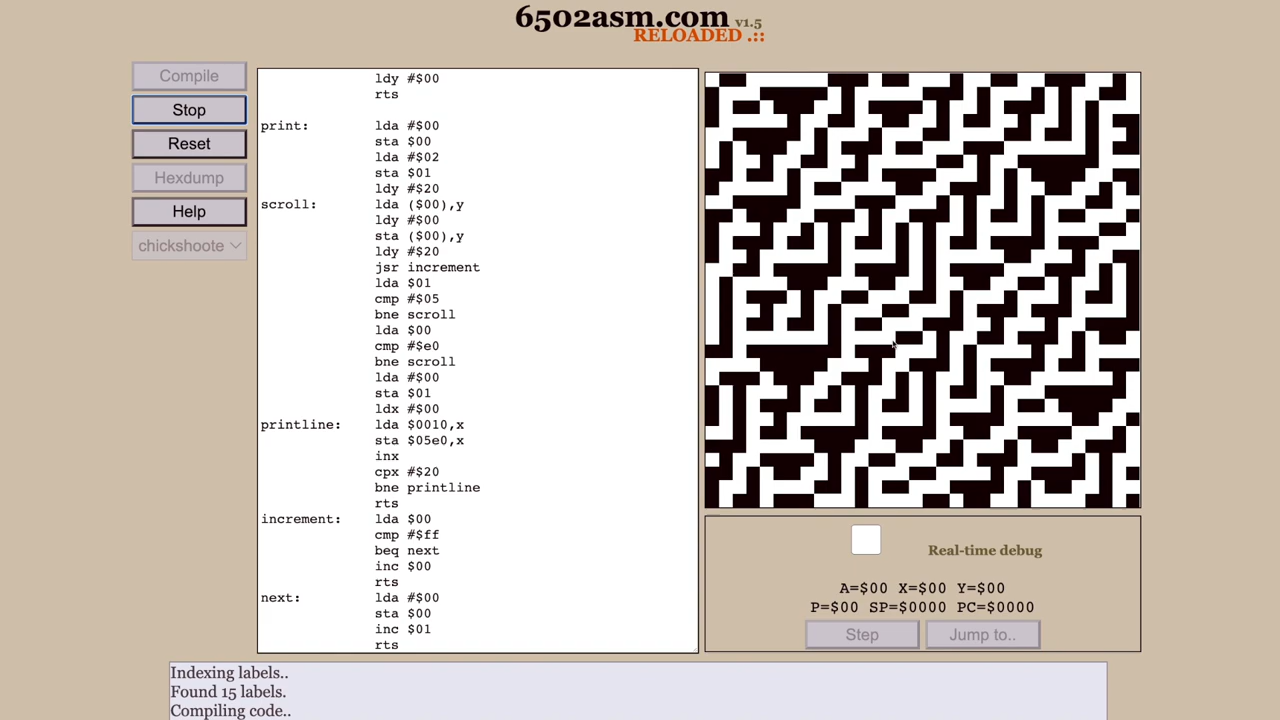 6502asm.com v1.5
RELOADED .::
Compile
Stop
Reset
Hexdump
Help
chickshoote
ldy #$00
rts
print: lda #$00
sta $00
lda #$02
sta $01
ldy #$20
scroll: lda ($00),y
ldy #$00
sta ($00),y
ldy #$20
jsr increment
lda $01
cmp #$05
bne scroll
lda $00
cmp #$e0
bne scroll
lda #$00
sta $01
ldx #$00
printline: lda $0010,x
sta $05e0,x
inx
cpx #$20
bne printline
rts
increment: lda $00
cmp #$ff
beq next
inc $00
rts
next: lda #$00
sta $00
inc $01
rts
Real-time debug
A=$00 X=$00 Y=$00
P=$00 SP=$0000 PC=$0000
Step Jump to..
Indexing labels..
Found 15 labels.
Compiling code..